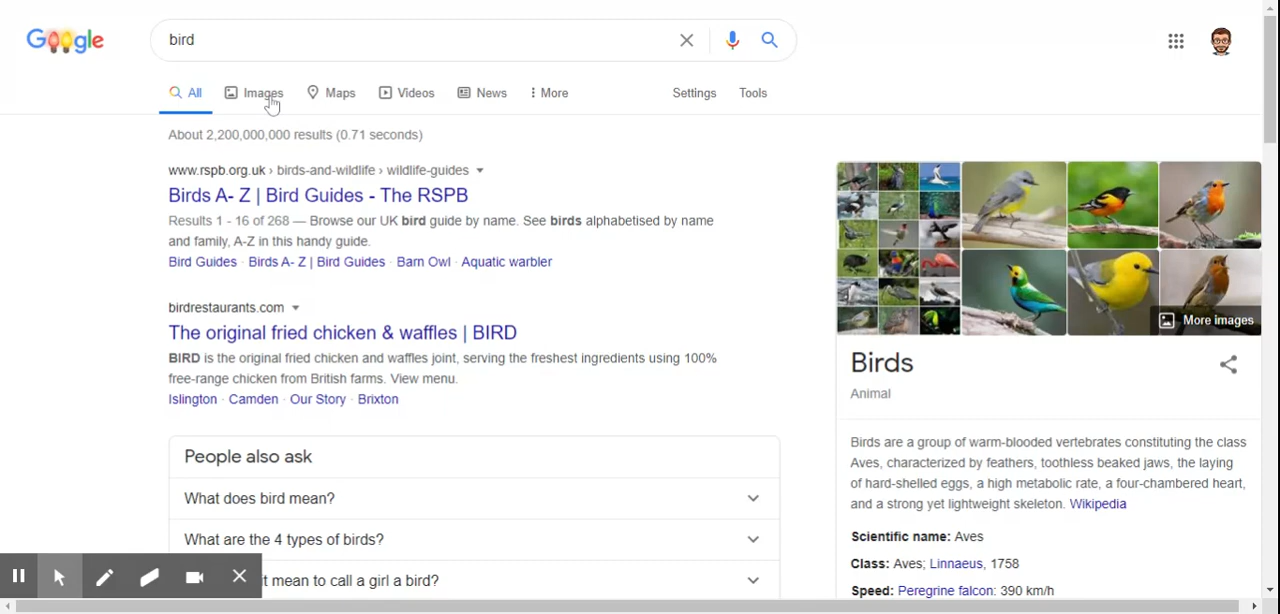 Google
bird
All Images Maps Videos News More Settings Tools
About 2,200,000,000 results (0.71 seconds)
www.rspb.org.uk › birds-and-wildlife › wildlife-guides
Birds A- Z | Bird Guides - The RSPB
Results 1 - 16 of 268 — Browse our UK bird guide by name. See birds alphabetised by name
and family, A-Z in this handy guide.
Bird Guides · Birds A- Z | Bird Guides · Barn Owl · Aquatic warbler
birdrestaurants.com
The original fried chicken & waffles | BIRD
BIRD is the original fried chicken and waffles joint, serving the freshest ingredients using 100%
free-range chicken from British farms. View menu.
Islington · Camden · Our Story · Brixton
People also ask
What does bird mean?
What are the 4 types of birds?
it mean to call a girl a bird?
More images
Birds
Animal
Birds are a group of warm-blooded vertebrates constituting the class
Aves, characterized by feathers, toothless beaked jaws, the laying
of hard-shelled eggs, a high metabolic rate, a four-chambered heart,
and a strong yet lightweight skeleton. Wikipedia
Scientific name: Aves
Class: Aves; Linnaeus, 1758
Speed: Peregrine falcon: 390 km/h